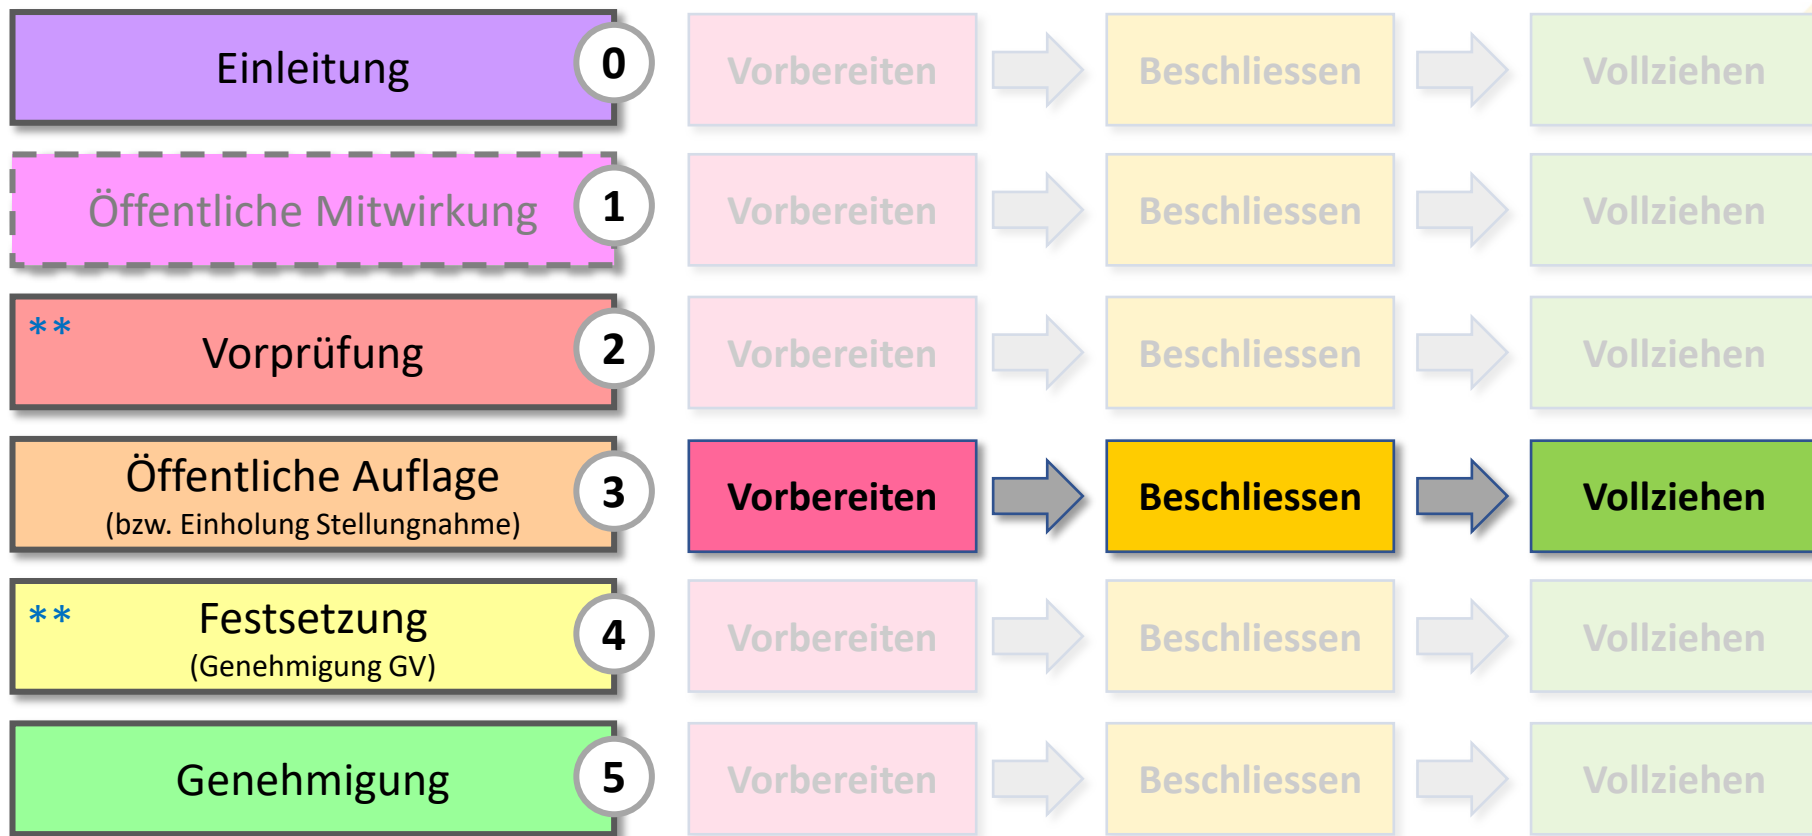 Einleitung 0 Vorbereiten Beschliessen Vollziehen
Öffentliche Mitwirkung 1 Vorbereiten Beschliessen Vollziehen
** Vorprüfung 2 Vorbereiten Beschliessen Vollziehen
Öffentliche Auflage
(bzw. Einholung Stellungnahme) 3 Vorbereiten Beschliessen Vollziehen
** Festsetzung
(Genehmigung GV) 4 Vorbereiten Beschliessen Vollziehen
Genehmigung 5 Vorbereiten Beschliessen Vollziehen